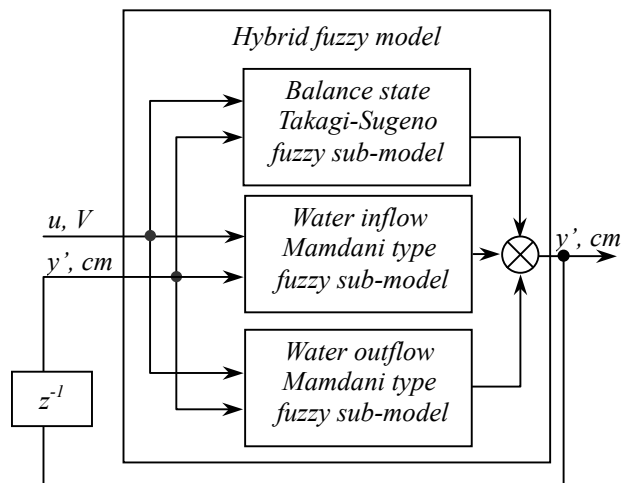 Hybrid fuzzy model
Balance state
Takagi-Sugeno
fuzzy sub-model
u, V
Water inflow
Mamdani type
fuzzy sub-model
y’, cm
y’, cm
Water outflow
Mamdani type
fuzzy sub-model
z⁻¹